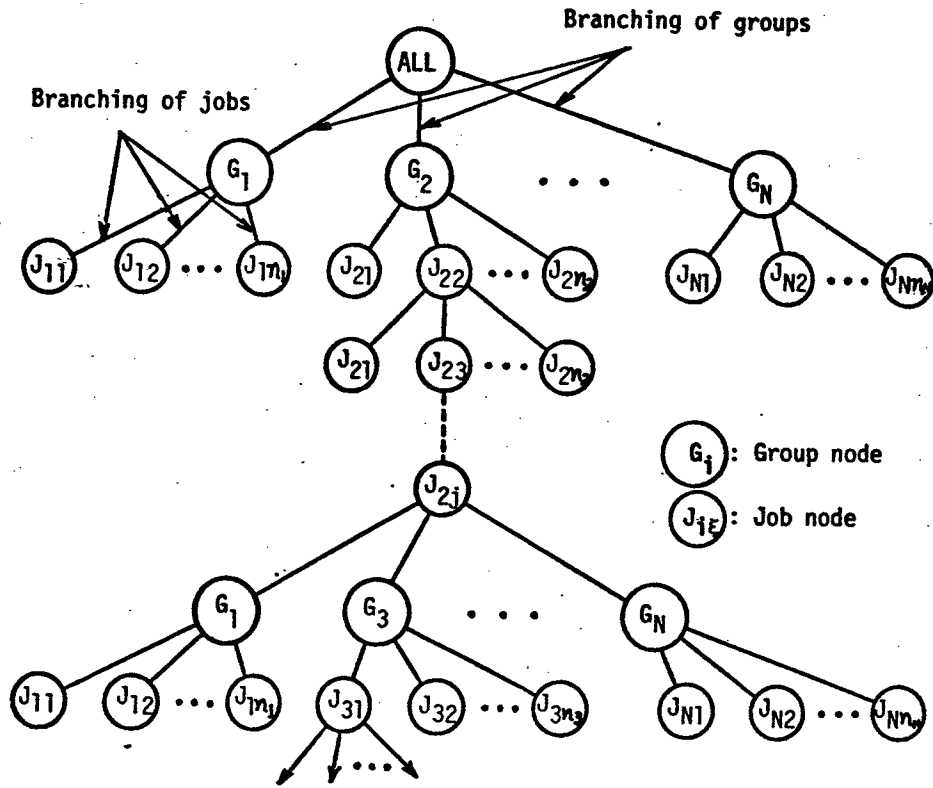 Branching of groups
ALL
Branching of jobs
G1 G2 • • • GN
J11 J12 ••• J1n1 J21 J22 ••• J2n2 JN1 JN2 ••• JNnN
J21 J23 ••• J2n2
Gi: Group node
J2j
Jiξ: Job node
G1 G3 • • • GN
J11 J12 ••• J1n1 J31 J32 ••• J3n3 JN1 JN2 ••• JNnN
•••